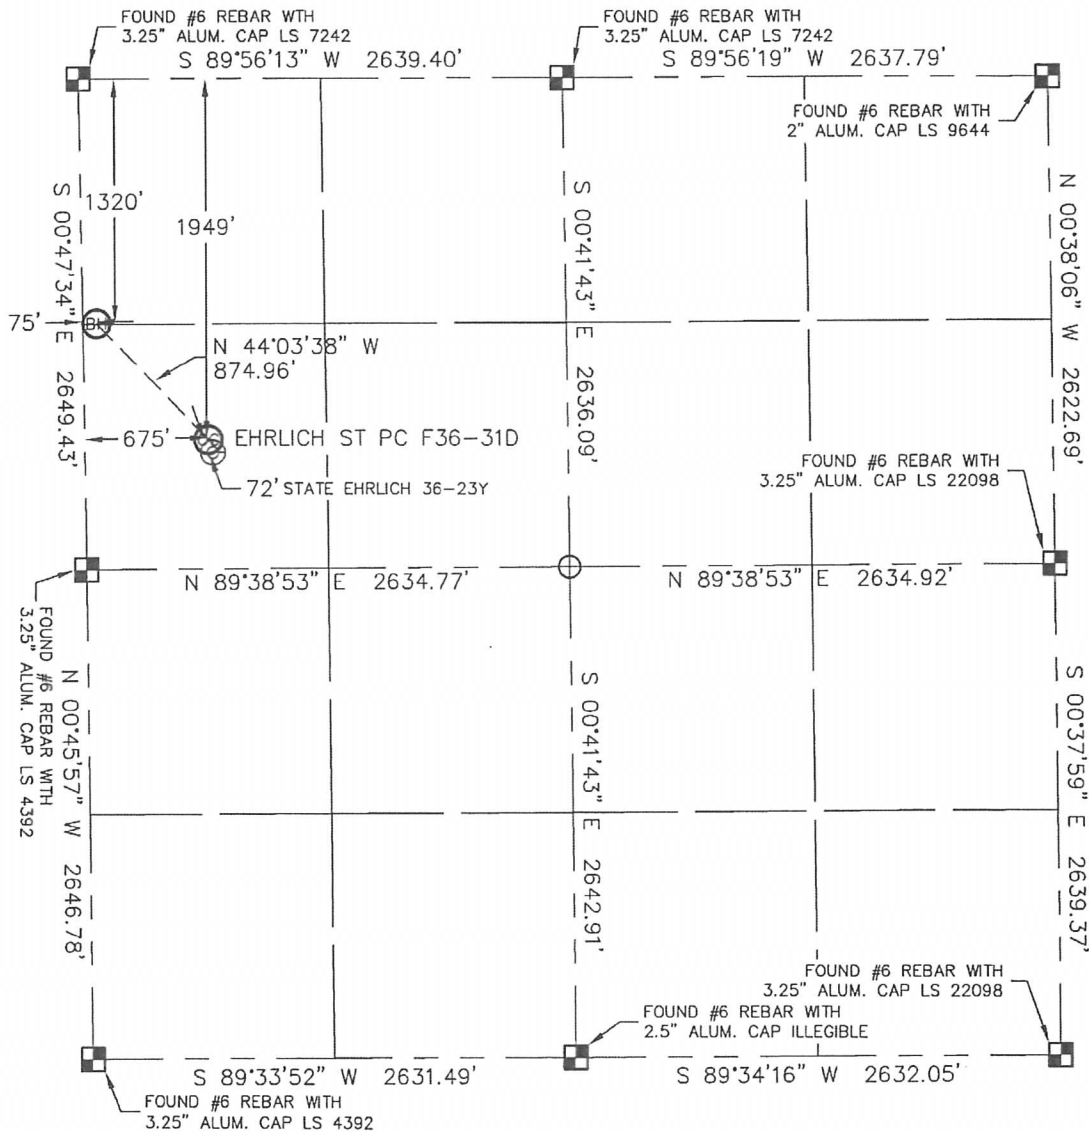 FOUND #6 REBAR WTH
3.25" ALUM. CAP LS 7242
FOUND #6 REBAR WITH
3.25" ALUM. CAP LS 7242
S 89°56'13" W 2639.40'
S 89°56'19" W 2637.79'
FOUND #6 REBAR WITH
2" ALUM. CAP LS 9644
S 00°47'34" E 2649.43'
1320'
1949'
S 00°41'43" E 2636.09'
N 00°38'06" W 2622.69'
75'
BH
N 44°03'38" W
874.96'
675'
EHRLICH ST PC F36-31D
72' STATE EHRLICH 36-23Y
FOUND #6 REBAR WITH
3.25" ALUM. CAP LS 22098
N 89°38'53" E 2634.77'
N 89°38'53" E 2634.92'
FOUND #6 REBAR WITH
3.25" ALUM. CAP LS 4392
N 00°45'57" W 2646.78'
S 00°41'43" E 2642.91'
S 00°37'59" E 2639.37'
FOUND #6 REBAR WITH
3.25" ALUM. CAP LS 22098
FOUND #6 REBAR WITH
2.5" ALUM. CAP ILLEGIBLE
S 89°33'52" W 2631.49'
S 89°34'16" W 2632.05'
FOUND #6 REBAR WITH
3.25" ALUM. CAP LS 4392